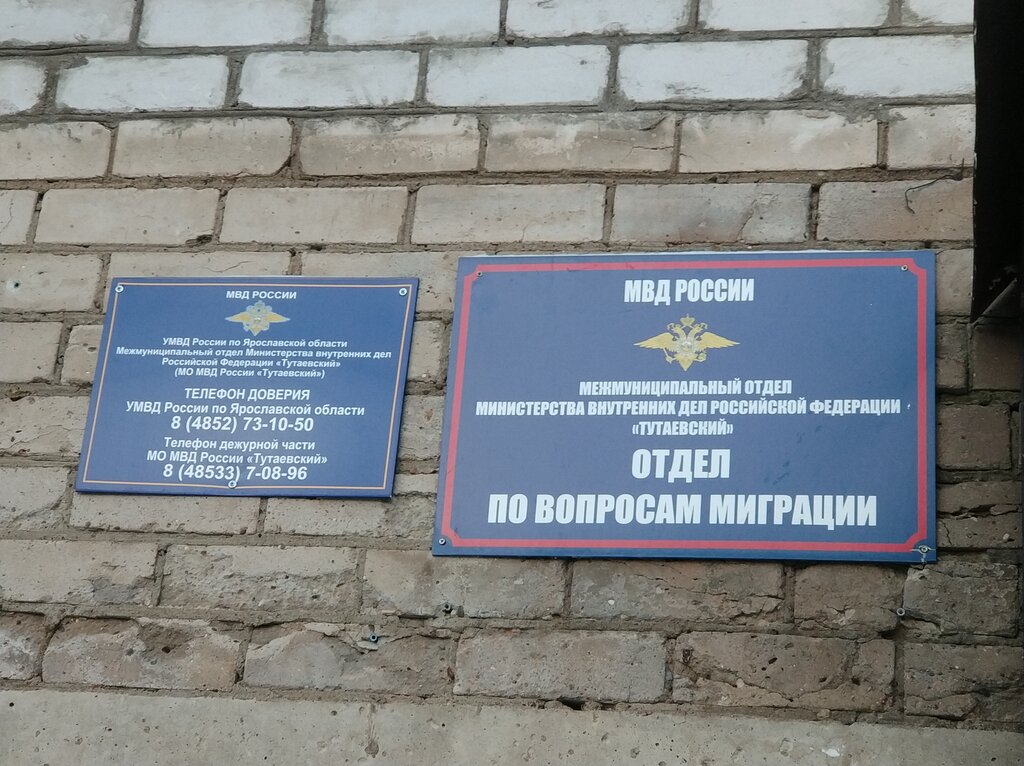 МВД РОССИИ
УМВД России по Ярославской области
Межмуниципальный отдел Министерства внутренних дел
Российской Федерации «Тутаевский»
(МО МВД России «Тутаевский»)
ТЕЛЕФОН ДОВЕРИЯ
УМВД России по Ярославской области
8 (4852) 73-10-50
Телефон дежурной части
МО МВД России «Тутаевский»
8 (48533) 7-08-96
МВД РОССИИ
МЕЖМУНИЦИПАЛЬНЫЙ ОТДЕЛ
МИНИСТЕРСТВА ВНУТРЕННИХ ДЕЛ РОССИЙСКОЙ ФЕДЕРАЦИИ
«ТУТАЕВСКИЙ»
ОТДЕЛ
ПО ВОПРОСАМ МИГРАЦИИ